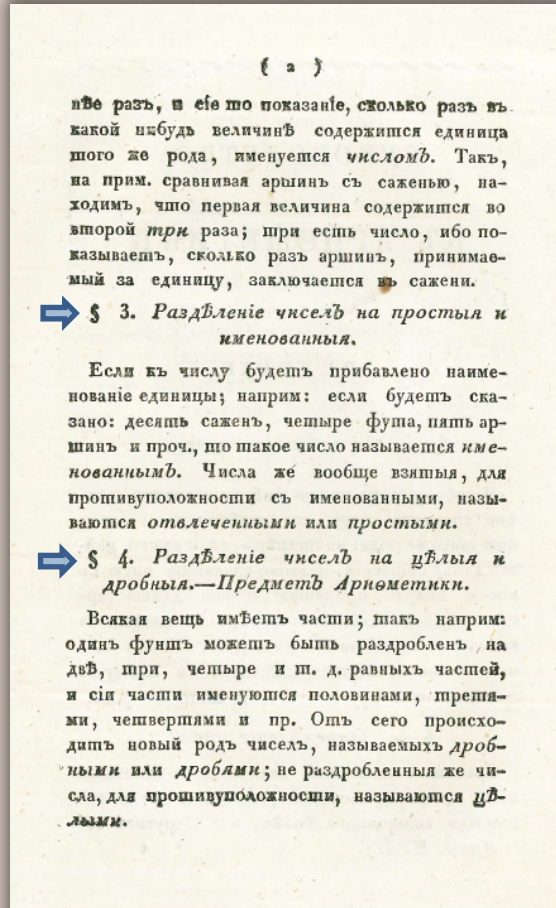 ( 2 )
нѣе разъ, и сіе то показаніе, сколько разъ въ
какой нибудь величинѣ содержится единица
того же рода, именуется числомъ. Такъ,
на прим. сравнивая аршинъ съ саженью, на-
ходимъ, что первая величина содержится во
второй три раза; три есть число, ибо по-
казываетъ, сколько разъ аршинъ, принимае-
мый за единицу, заключается въ сажени.
§ 3. Раздѣленіе чиселъ на простыя и
именованныя.
Если къ числу будетъ прибавлено наиме-
нованіе единицы; наприм: если будетъ ска-
зано: десять саженъ, четыре фута, пять ар-
шинъ и проч., то такое число называется име-
нованнымъ. Числа же вообще взятыя, для
противуположности съ именованными, назы-
ваются отвлеченными или простыми.
§ 4. Раздѣленіе чиселъ на цѣлыя и
дробныя.—Предметъ Ариѳметики.
Всякая вещь имѣетъ части; такъ наприм:
одинъ фунтъ можетъ быть раздробленъ на
двѣ, три, четыре и т. д. равныхъ частей,
и сіи части именуются половинами, третя-
ми, четвертями и пр. Отъ сего происхо-
дитъ новый родъ чиселъ, называемыхъ дроб-
ными или дробями; не раздробленныя же чи-
сла, для противуположности, называются цѣ-
лыми.